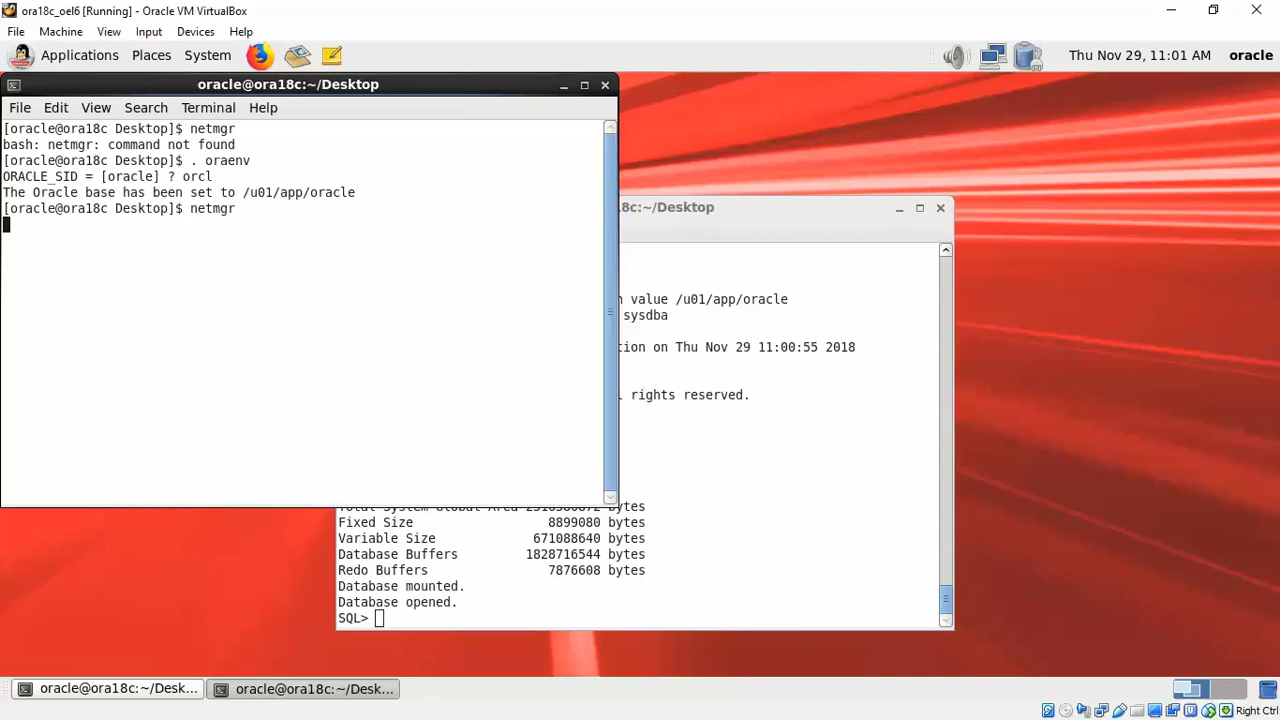 ora18c_oel6 [Running] - Oracle VM VirtualBox
File Machine View Input Devices Help
Applications Places System Thu Nov 29, 11:01 AM oracle
oracle@ora18c:~/Desktop
File Edit View Search Terminal Help
[oracle@ora18c Desktop]$ netmgr
bash: netmgr: command not found
[oracle@ora18c Desktop]$ . oraenv
ORACLE_SID = [oracle] ? orcl
The Oracle base has been set to /u01/app/oracle
[oracle@ora18c Desktop]$ netmgr
18c:~/Desktop
value /u01/app/oracle
sysdba
tion on Thu Nov 29 11:00:55 2018
rights reserved.
bytes
Fixed Size 8899080 bytes
Variable Size 671088640 bytes
Database Buffers 1828716544 bytes
Redo Buffers 7876608 bytes
Database mounted.
Database opened.
SQL>
oracle@ora18c:~/Desk... oracle@ora18c:~/Desk...
Right Ctrl